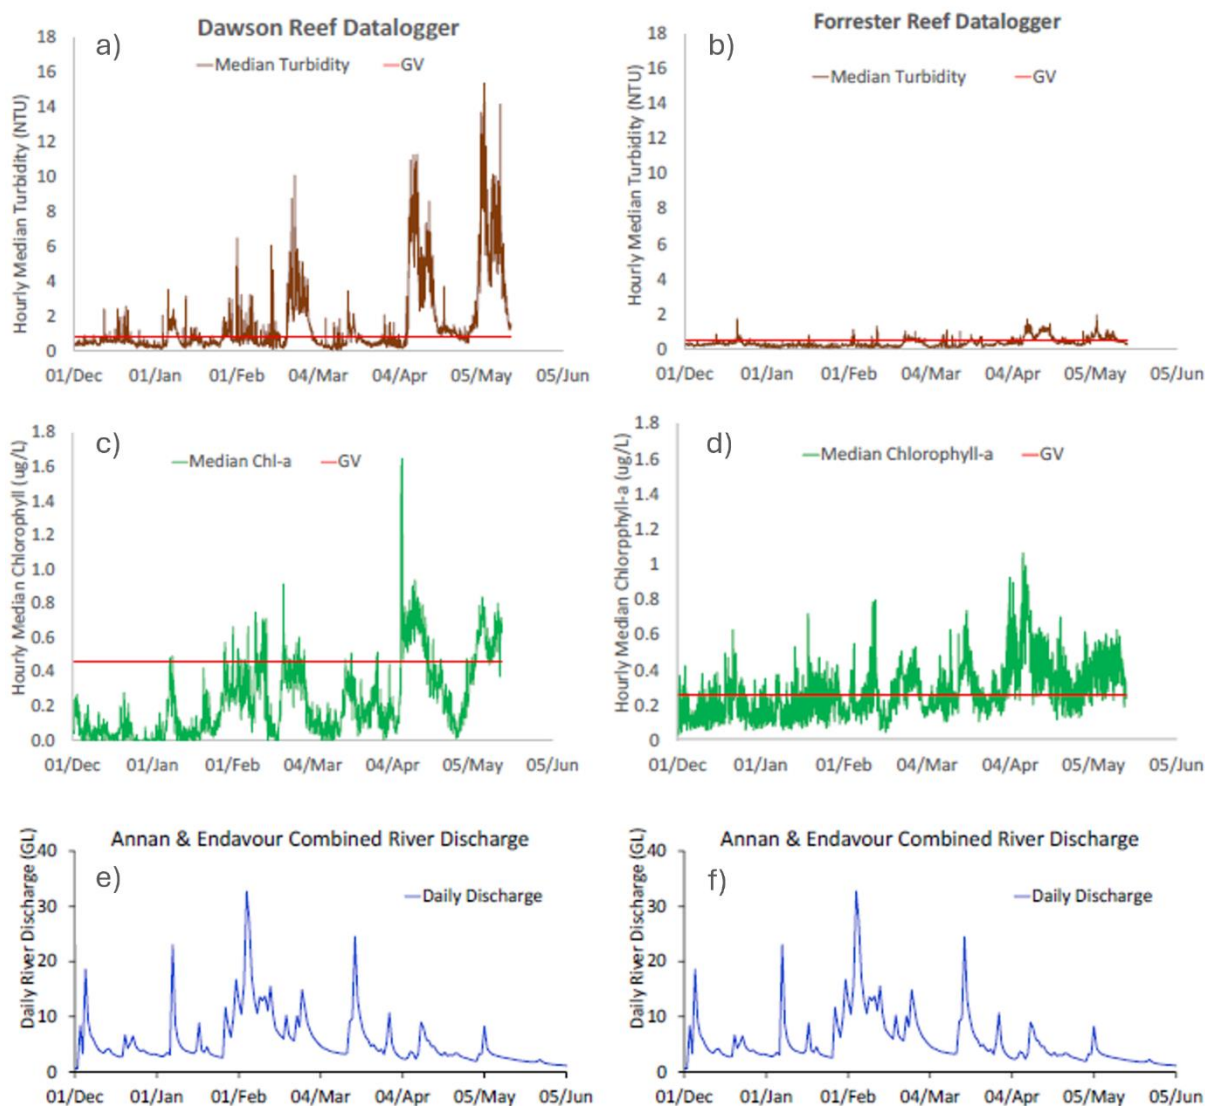 Dawson Reef Datalogger
a)
Median Turbidity
GV
Hourly Median Turbidity (NTU)
18
16
14
12
10
8
6
4
2
0
01/Dec 01/Jan 01/Feb 04/Mar 04/Apr 05/May 05/Jun
Forrester Reef Datalogger
b)
Median Turbidity
GV
Hourly Median Turbidity (NTU)
18
16
14
12
10
8
6
4
2
0
01/Dec 01/Jan 01/Feb 04/Mar 04/Apr 05/May 05/Jun
c)
Median Chl-a
GV
Hourly Median Chlorophyll (ug/L)
1.8
1.6
1.4
1.2
1.0
0.8
0.6
0.4
0.2
0.0
01/Dec 01/Jan 01/Feb 04/Mar 04/Apr 05/May 05/Jun
d)
Median Chlorophyll-a
GV
Hourly Median Chlorpphyll-a (ug/L)
1.8
1.6
1.4
1.2
1
0.8
0.6
0.4
0.2
0
01/Dec 01/Jan 01/Feb 04/Mar 04/Apr 05/May 05/Jun
Annan & Endavour Combined River Discharge
e)
Daily Discharge
Daily River Discharge (GL)
40
30
20
10
0
01/Dec 01/Jan 01/Feb 04/Mar 04/Apr 05/May 05/Jun
Annan & Endavour Combined River Discharge
f)
Daily Discharge
Daily River Discharge (GL)
40
30
20
10
0
01/Dec 01/Jan 01/Feb 04/Mar 04/Apr 05/May 05/Jun